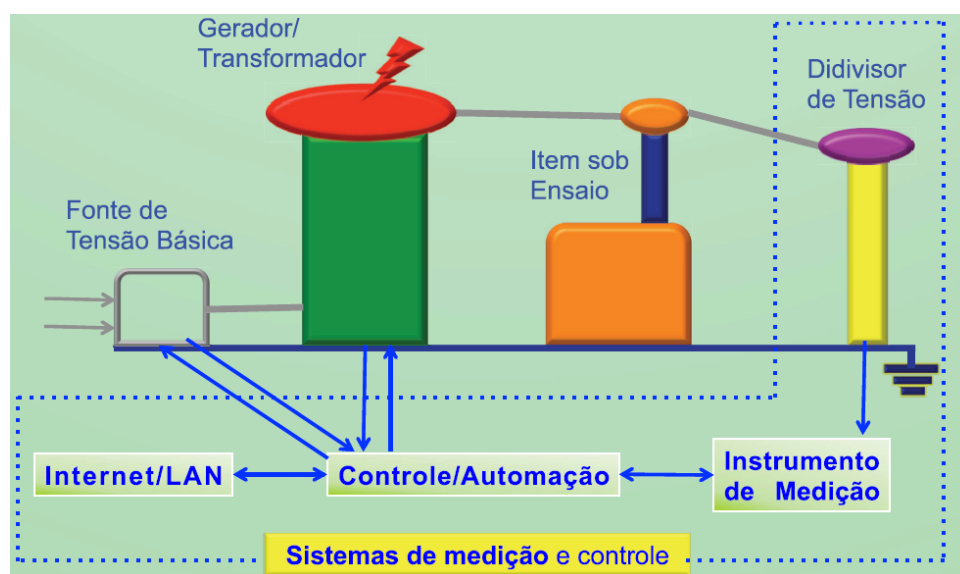 Gerador/
Transformador
Didivisor
de Tensão
Item sob
Ensaio
Fonte de
Tensão Básica
Internet/LAN
Controle/Automação
Instrumento
de Medição
Sistemas de medição e controle